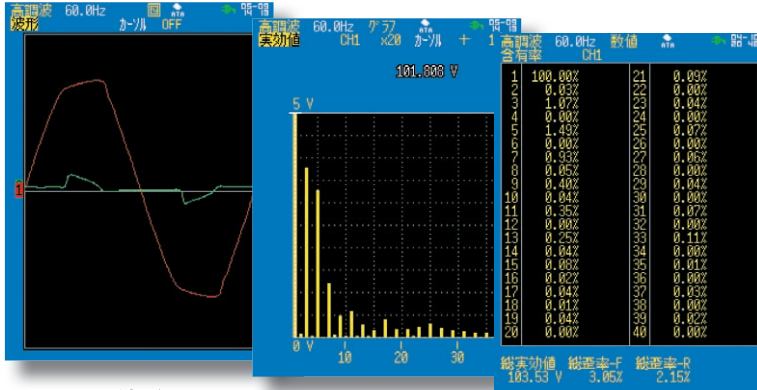 高調波 60.0Hz
波形 カーソル OFF
1
高調波 60.0Hz グラフ
実効値 CH1 x20 カーソル + 1
101.808 V
5 V
0 V
10 20 30
高調波 60.0Hz 数値
含有率 CH1
1 100.00% 21 0.09%
2 0.03% 22 0.00%
3 1.07% 23 0.04%
4 0.00% 24 0.00%
5 1.49% 25 0.07%
6 0.00% 26 0.00%
7 0.93% 27 0.06%
8 0.05% 28 0.00%
9 0.40% 29 0.04%
10 0.04% 30 0.00%
11 0.35% 31 0.07%
12 0.00% 32 0.00%
13 0.25% 33 0.11%
14 0.04% 34 0.00%
15 0.08% 35 0.01%
16 0.02% 36 0.00%
17 0.04% 37 0.03%
18 0.01% 38 0.00%
19 0.04% 39 0.02%
20 0.00% 40 0.00%
総実効値 総歪率-F 総歪率-R
103.53 V 3.05% 2.15%